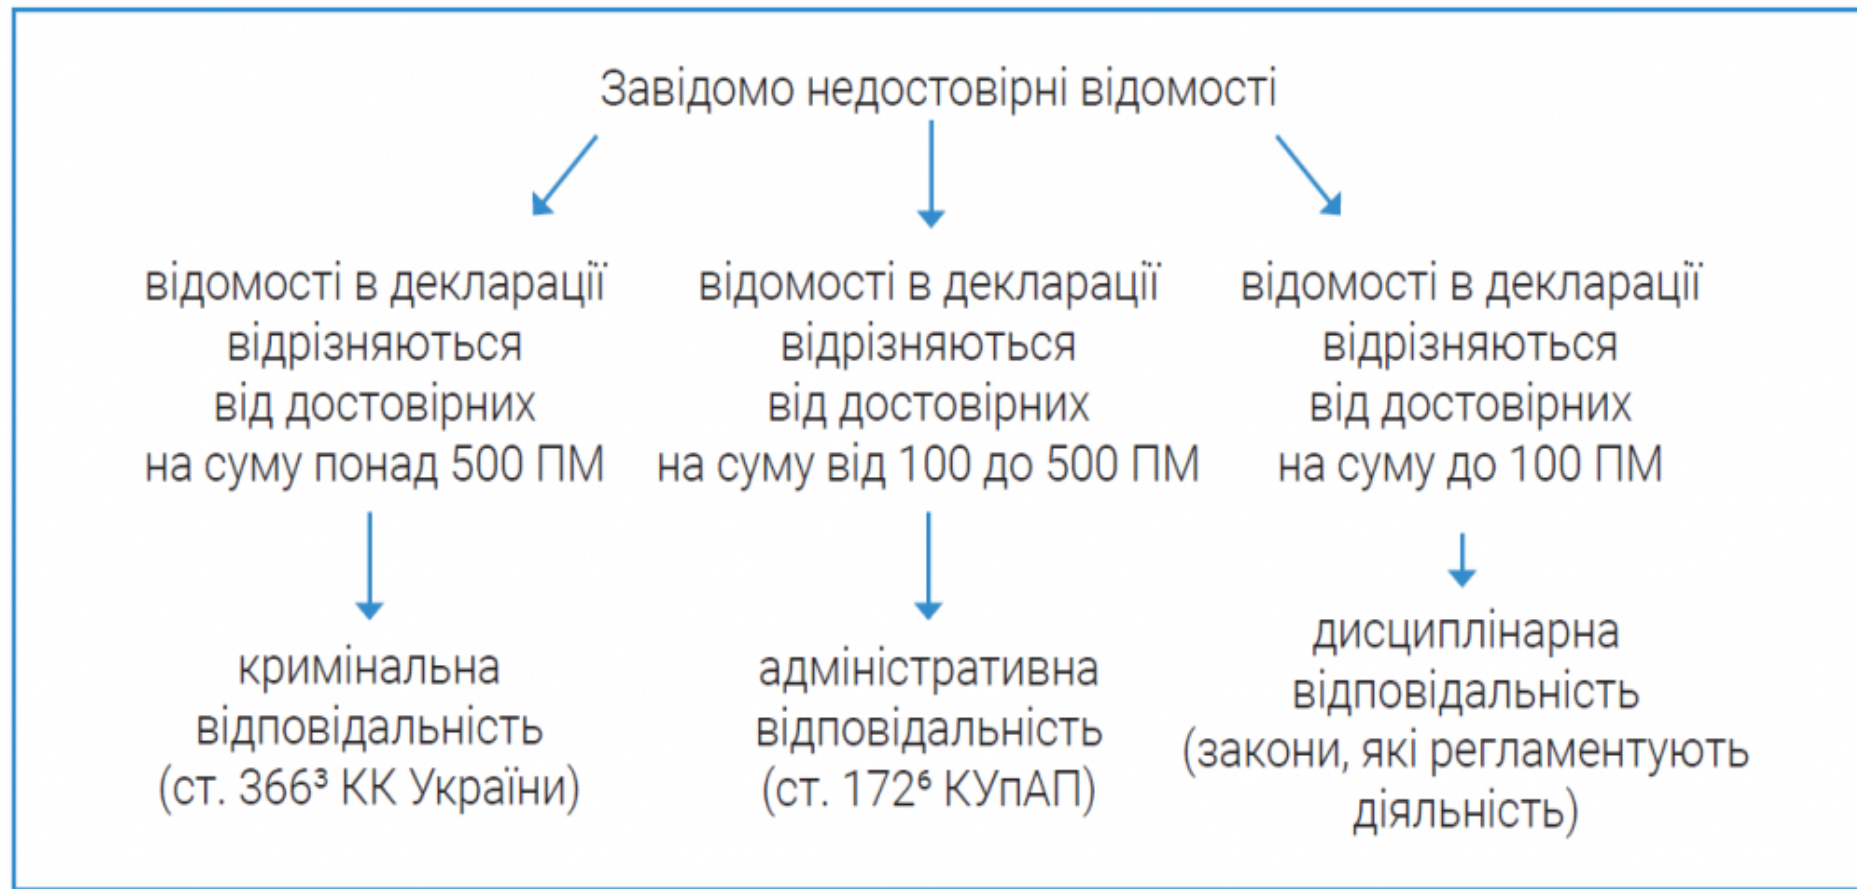 Завідомо недостовірні відомості
відомості в декларації
відрізняються
від достовірних
на суму понад 500 ПМ
кримінальна
відповідальність
(ст. 366³ КК України)
відомості в декларації
відрізняються
від достовірних
на суму від 100 до 500 ПМ
адміністративна
відповідальність
(ст. 172⁶ КУпАП)
відомості в декларації
відрізняються
від достовірних
на суму до 100 ПМ
дисциплінарна
відповідальність
(закони, які регламентують
діяльність)